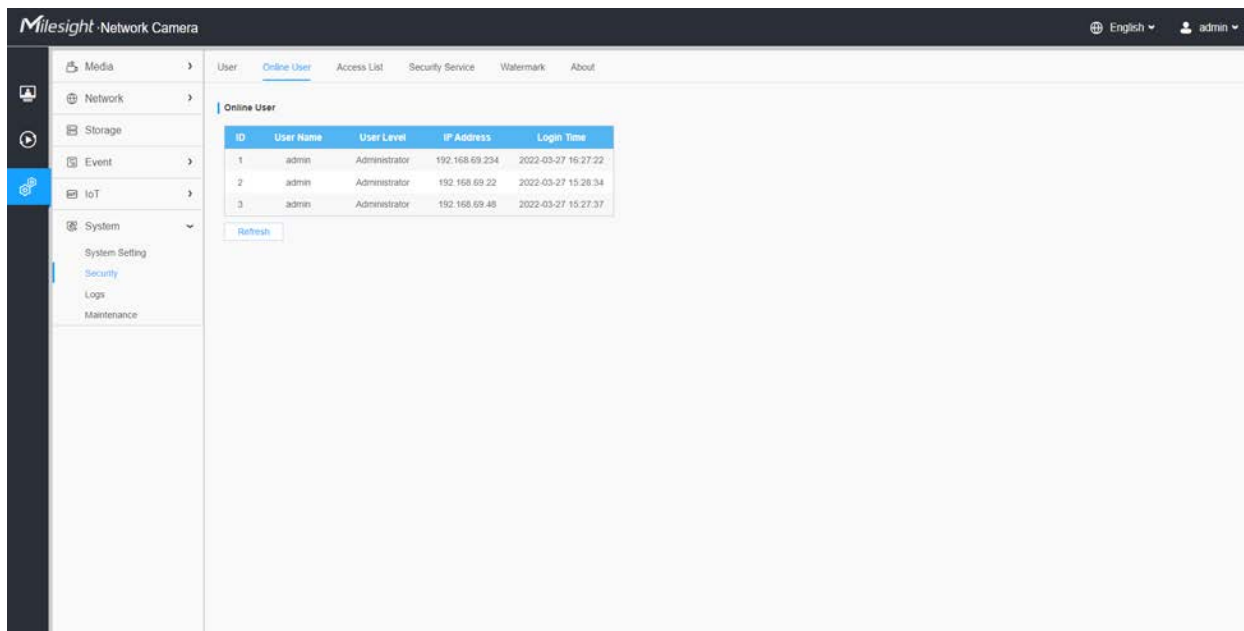 Milesight · Network Camera
English
admin
Media
Network
Storage
Event
IoT
System
System Setting
Security
Logs
Maintenance
User Online User Access List Security Service Watermark About
Online User
ID User Name User Level IP Address Login Time
1 admin Administrator 192.168.69.234 2022-03-27 16:27:22
2 admin Administrator 192.168.69.22 2022-03-27 15:28:34
3 admin Administrator 192.168.69.48 2022-03-27 15:27:37
Refresh